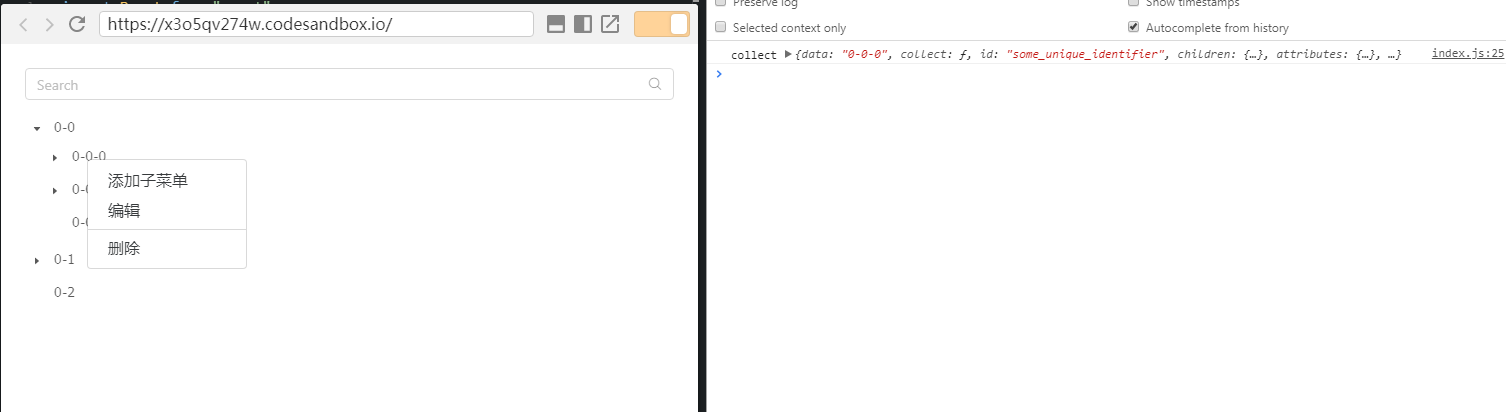 https://x3o5qv274w.codesandbox.io/
Search
0-0
0-0-0
0-0
0-0
0-1
0-2
添加子菜单
编辑
删除
Preserve log
Show timestamps
Selected context only
Autocomplete from history
collect ▶{data: "0-0-0", collect: ƒ, id: "some_unique_identifier", children: {…}, attributes: {…}, …}
index.js:25